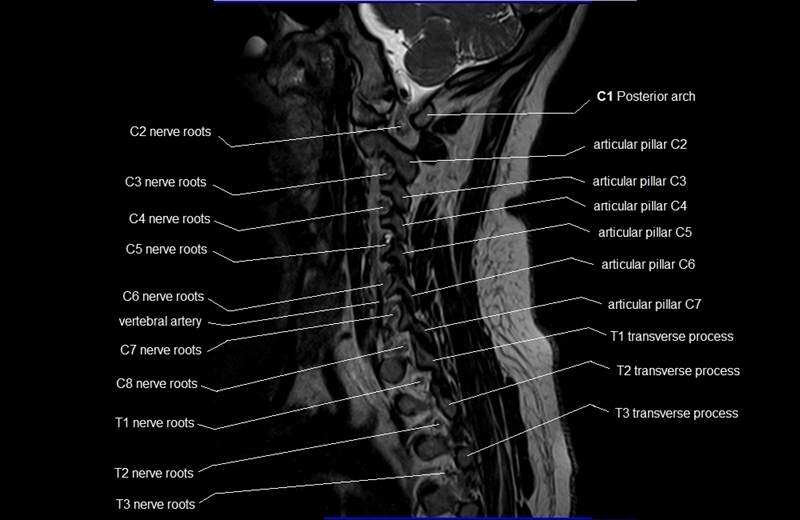 C1 Posterior arch
C2 nerve roots
articular pillar C2
C3 nerve roots
articular pillar C3
C4 nerve roots
articular pillar C4
C5 nerve roots
articular pillar C5
C6 nerve roots
articular pillar C6
vertebral artery
articular pillar C7
C7 nerve roots
T1 transverse process
C8 nerve roots
T2 transverse process
T1 nerve roots
T3 transverse process
T2 nerve roots
T3 nerve roots